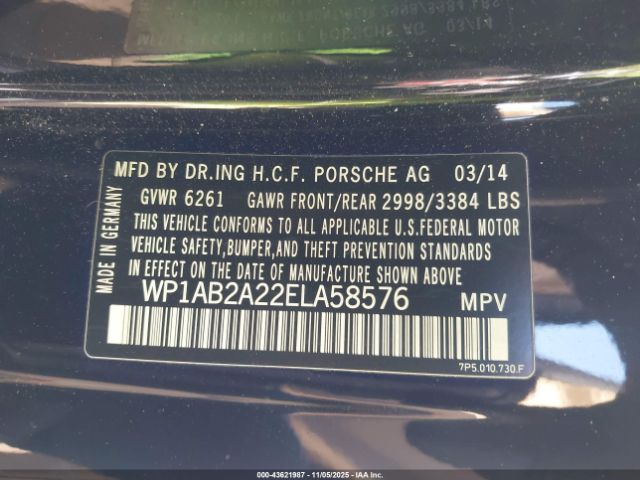 MFD BY DR.ING H.C.F. PORSCHE AG 03/14
GVWR 6261 GAWR FRONT/REAR 2998/3384 LBS
THIS VEHICLE CONFORMS TO ALL APPLICABLE U.S.FEDERAL MOTOR
VEHICLE SAFETY,BUMPER,AND THEFT PREVENTION STANDARDS
IN EFFECT ON THE DATE OF MANUFACTURE SHOWN ABOVE
WP1AB2A22ELA58576 MPV
7P5.010.730.F
MADE IN GERMANY
000-43621987 - 11/05/2025 - IAAI.COM